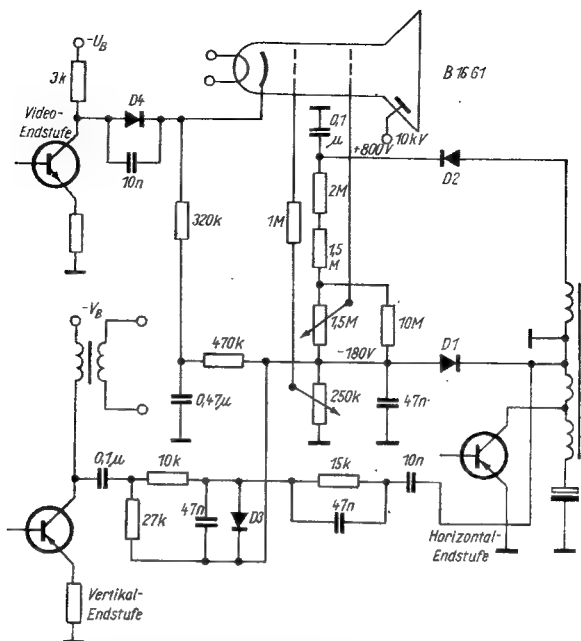 -U_B
3k
D4
B 1661
Video-
Endstufe
10n
0,1
μ
+800V
10kV
D2
2M
320k
1M
1,5
M
1,5M
10M
-V_B
470k
-180V
D1
0,47μ
250k
47n
0,1μ
10k
15k
10n
27k
47n
D3
47n
Horizontal-
Endstufe
Vertikal-
Endstufe